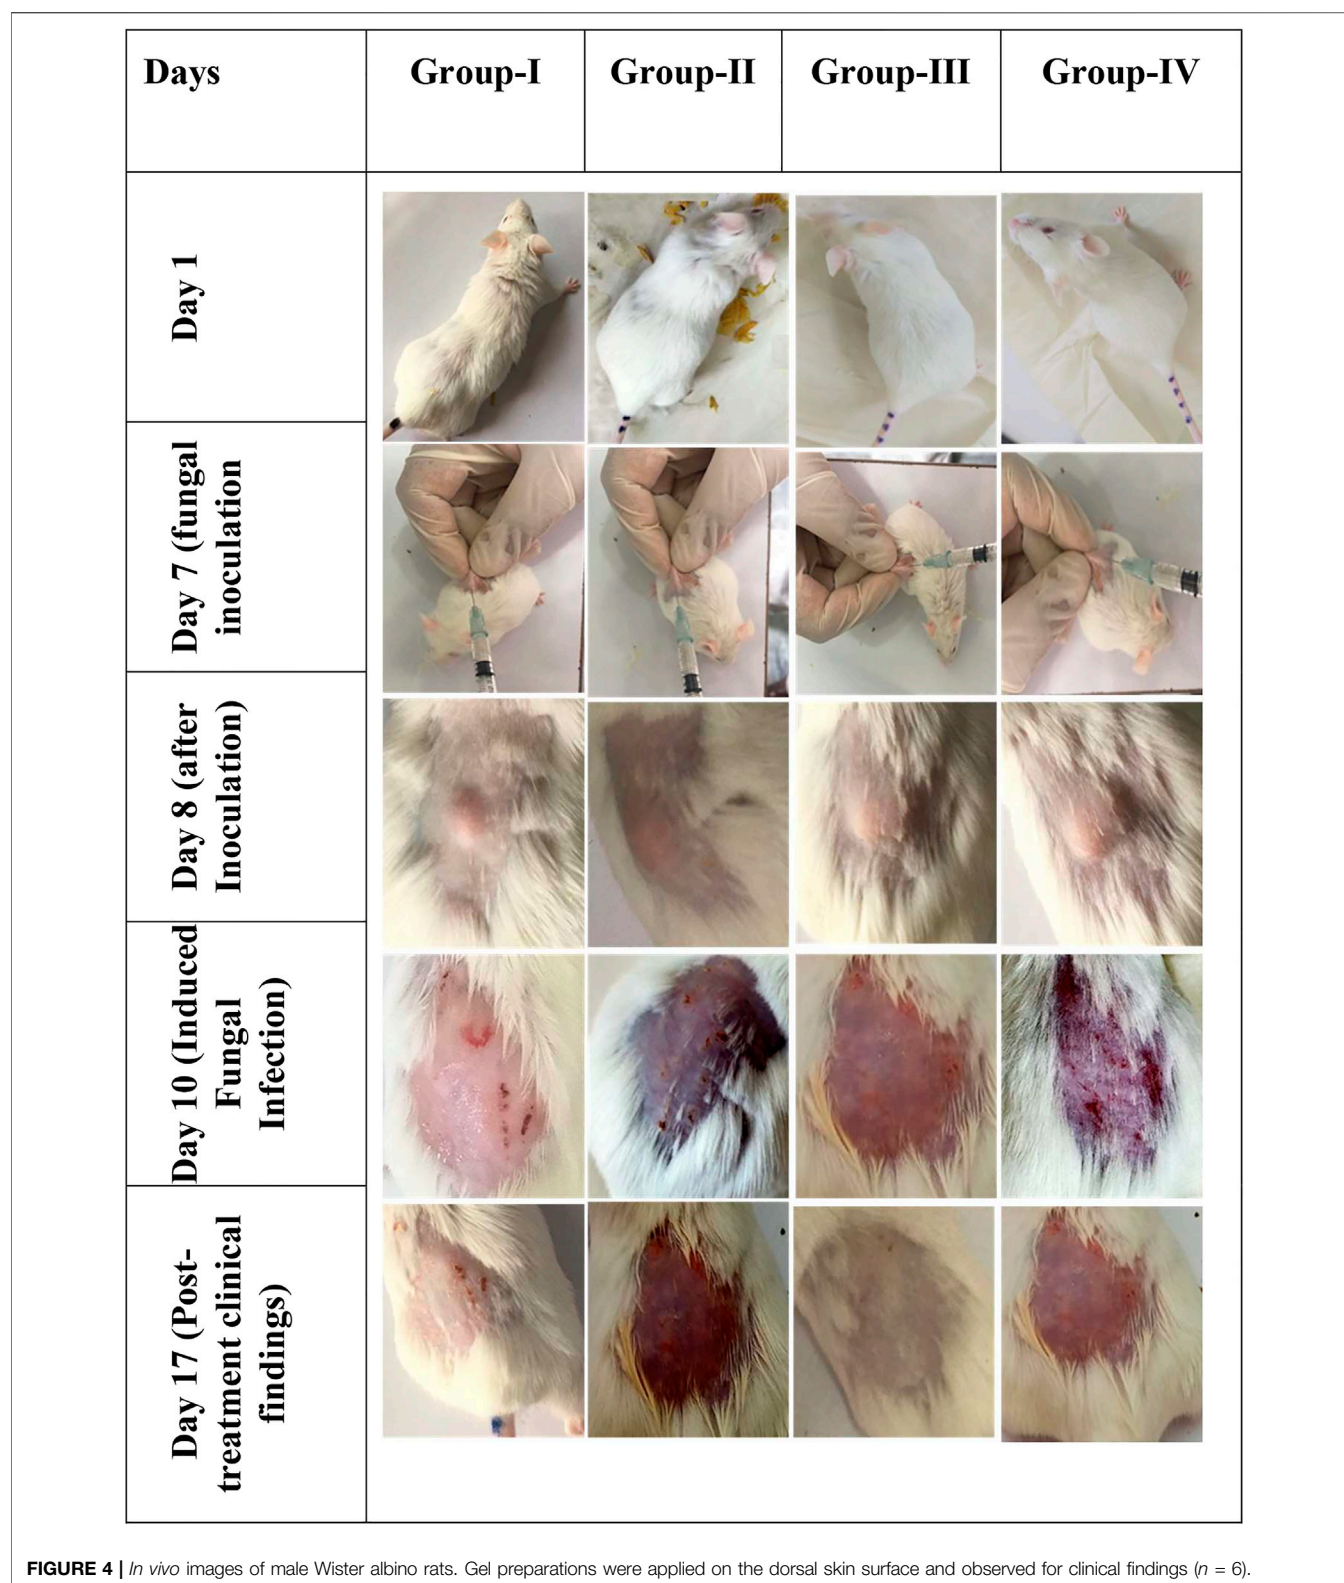 Days
Group-I
Group-II
Group-III
Group-IV
Day 1
Day 7 (fungal
inoculation
Day 8 (after
Inoculation)
Day 10 (Induced
Fungal
Infection)
Day 17 (Post-
treatment clinical
findings)
FIGURE 4 | In vivo images of male Wister albino rats. Gel preparations were applied on the dorsal skin surface and observed for clinical findings (n = 6).